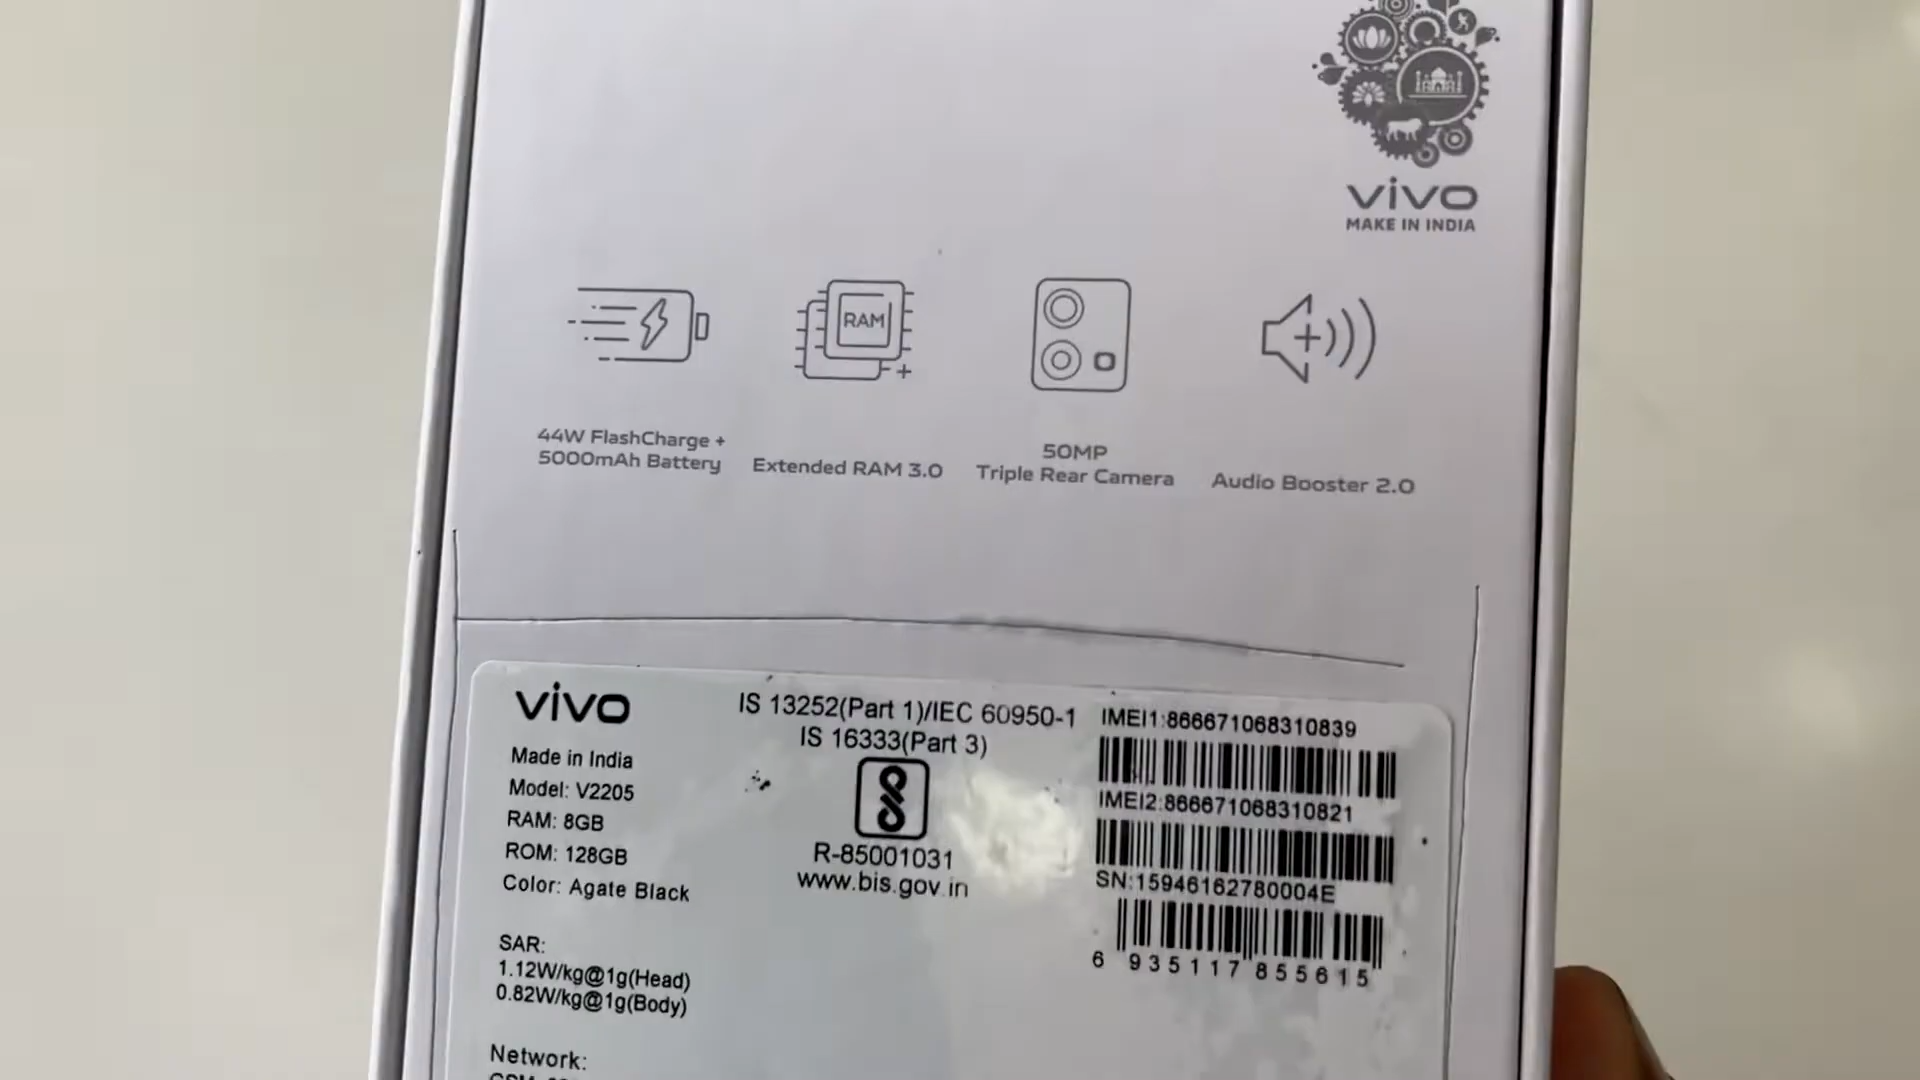 vivo
MAKE IN INDIA
RAM
44W FlashCharge +
5000mAh Battery
Extended RAM 3.0
50MP
Triple Rear Camera
Audio Booster 2.0
vivo
Made in India
Model: V2205
RAM: 8GB
ROM: 128GB
Color: Agate Black
SAR:
1.12W/kg@1g(Head)
0.82W/kg@1g(Body)
Network:
IS 13252(Part 1)/IEC 60950-1
IS 16333(Part 3)
R-85001031
www.bis.gov.in
IMEI1:866671068310839
IMEI2:866671068310821
SN:15946162780004E
6 935117 855615